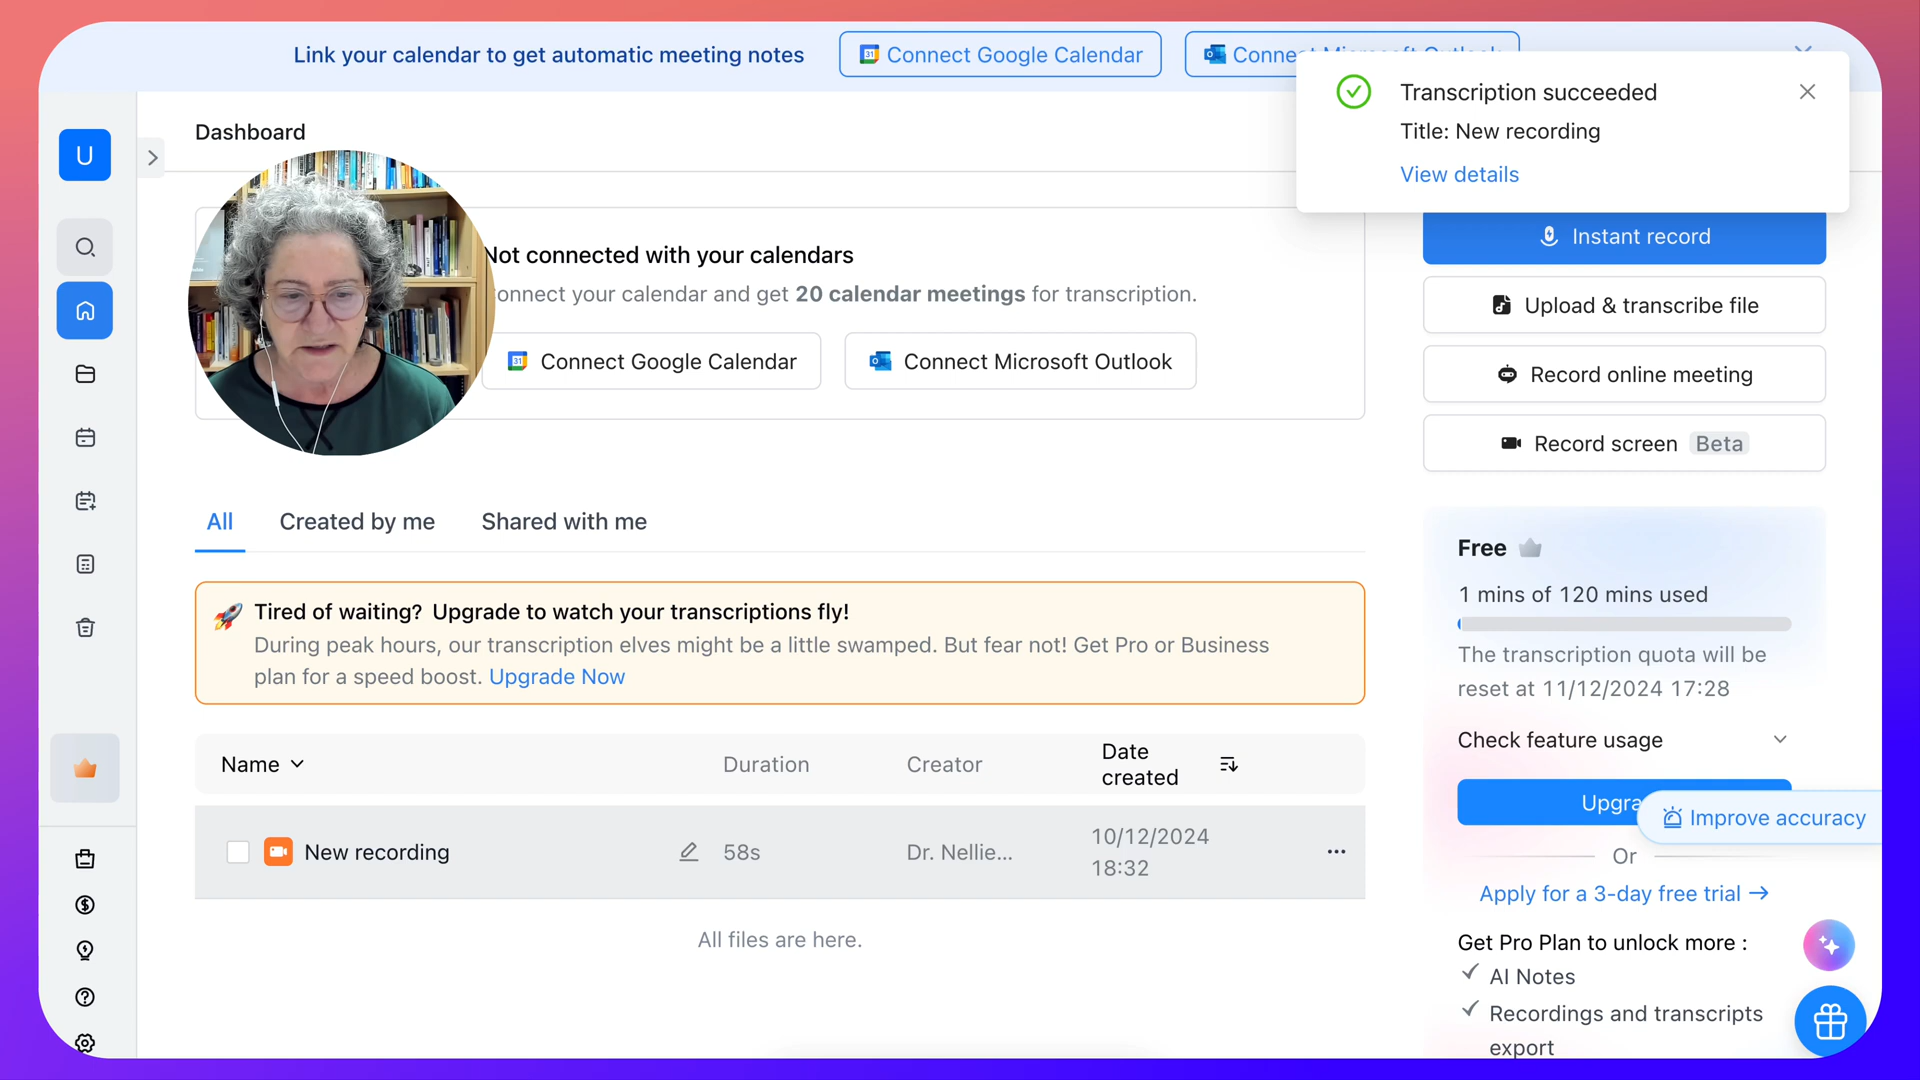 Link your calendar to get automatic meeting notes
31 Connect Google Calendar
Transcription succeeded
Title: New recording
View details
U
Dashboard
Not connected with your calendars
onnect your calendar and get 20 calendar meetings for transcription.
31 Connect Google Calendar
Connect Microsoft Outlook
Instant record
Upload & transcribe file
Record online meeting
Record screen Beta
All
Created by me
Shared with me
Tired of waiting? Upgrade to watch your transcriptions fly!
During peak hours, our transcription elves might be a little swamped. But fear not! Get Pro or Business
plan for a speed boost. Upgrade Now
Name
Duration
Creator
Date
created
New recording
58s
Dr. Nellie...
10/12/2024
18:32
All files are here.
Free
1 mins of 120 mins used
The transcription quota will be
reset at 11/12/2024 17:28
Check feature usage
Upgra
Improve accuracy
Or
Apply for a 3-day free trial →
Get Pro Plan to unlock more :
AI Notes
Recordings and transcripts
export